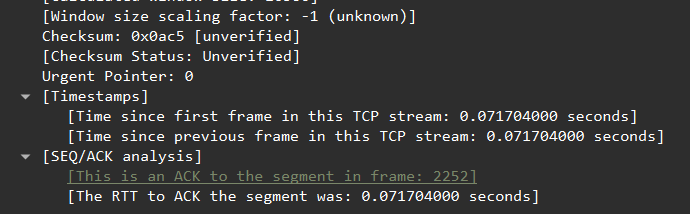 [Window size scaling factor: -1 (unknown)]
Checksum: 0x0ac5 [unverified]
[Checksum Status: Unverified]
Urgent Pointer: 0
[Timestamps]
[Time since first frame in this TCP stream: 0.071704000 seconds]
[Time since previous frame in this TCP stream: 0.071704000 seconds]
[SEQ/ACK analysis]
[This is an ACK to the segment in frame: 2252]
[The RTT to ACK the segment was: 0.071704000 seconds]